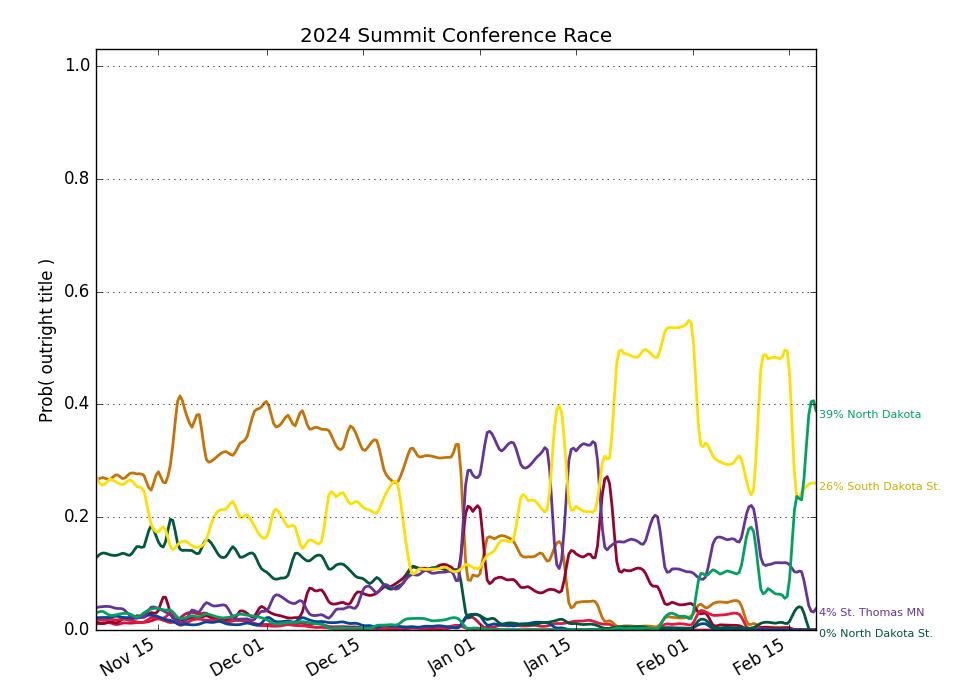 2024 Summit Conference Race
Prob( outright title )
1.0
0.8
0.6
0.4
0.2
0.0
39% North Dakota
26% South Dakota St.
4% St. Thomas MN
0% North Dakota St.
Nov 15
Dec 01
Dec 15
Jan 01
Jan 15
Feb 01
Feb 15